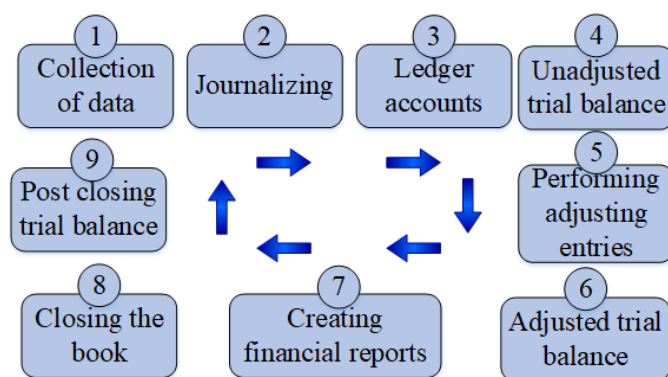 1
Collection
of data
2
Journalizing
3
Ledger
accounts
4
Unadjusted
trial balance
5
Performing
adjusting
entries
6
Adjusted trial
balance
7
Creating
financial reports
8
Closing the
book
9
Post closing
trial balance